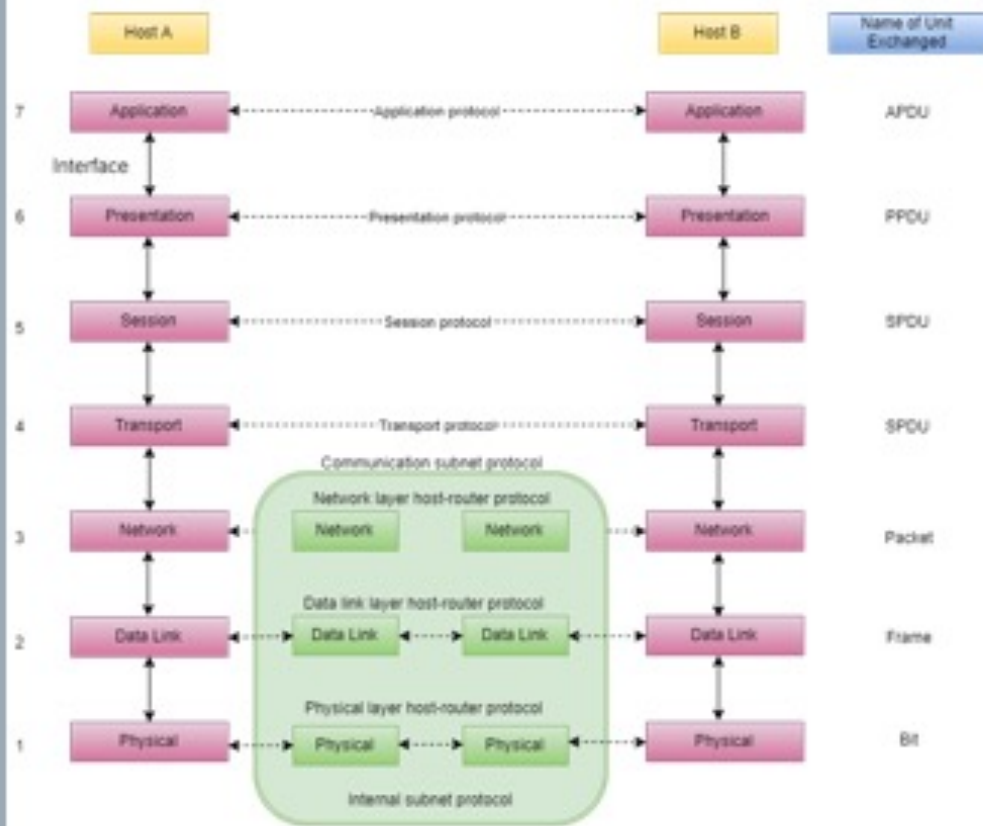 Host A
Host B
Name of Unit
Exchanged
7
Application
Application protocol
Application
APDU
Interface
6
Presentation
Presentation protocol
Presentation
PPDU
5
Session
Session protocol
Session
SPDU
4
Transport
Transport protocol
Transport
SPDU
Communication subnet protocol
Network layer host-router protocol
3
Network
Network
Network
Network
Packet
Data link layer host-router protocol
2
Data Link
Data Link
Data Link
Data Link
Frame
Physical layer host-router protocol
1
Physical
Physical
Physical
Physical
Bit
Internal subnet protocol